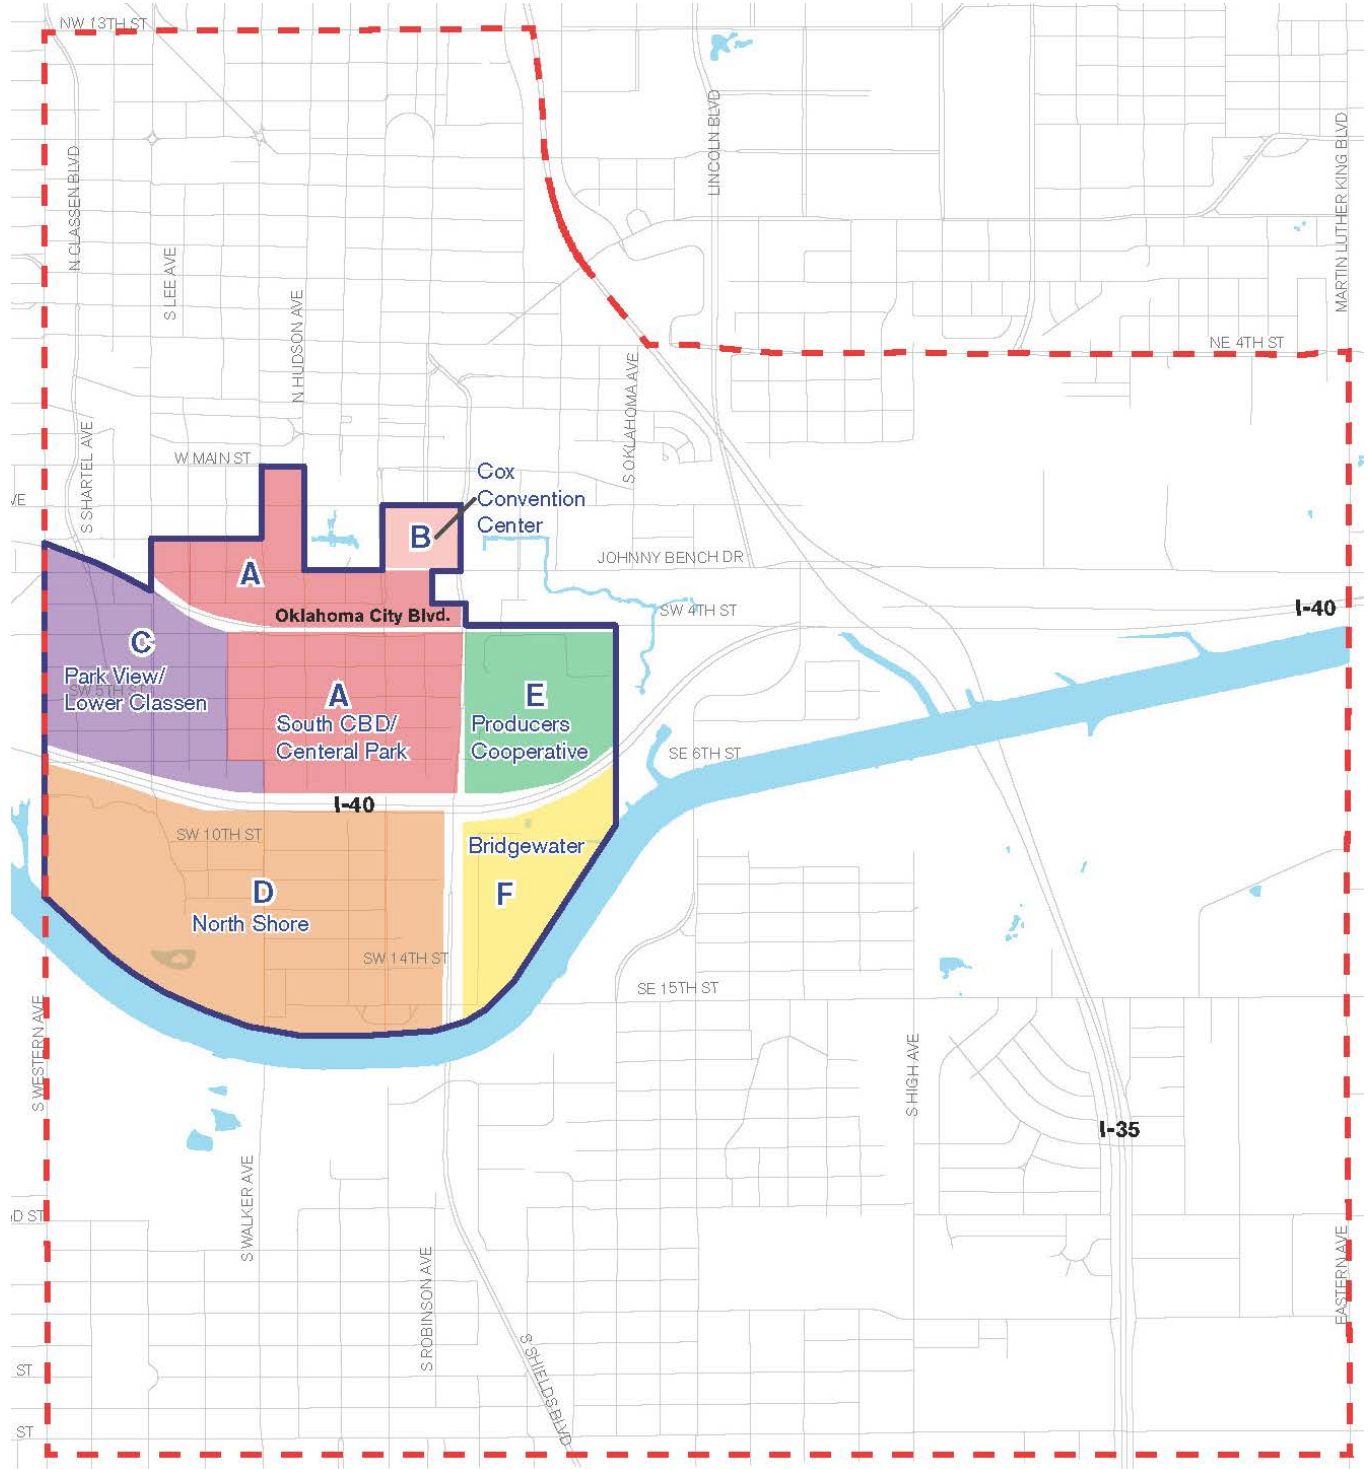 NW 13TH ST
N CLASSEN BLVD
LINCOLN BLVD
MARTIN LUTHER KING BLVD
S LEE AVE
N HUDSON AVE
NE 4TH ST
S OKLAHOMA AVE
S SHARTEL AVE
W MAIN ST
VE
Cox
Convention
Center
B
JOHNNY BENCH DR
A
Oklahoma City Blvd.
SW 4TH ST
I-40
C
Park View/
SW 5TH ST
Lower Classen
A
South CBD/
Centeral Park
E
Producers
Cooperative
SE 6TH ST
I-40
SW 10TH ST
Bridgewater
D
North Shore
F
SW 14TH ST
SE 15TH ST
S WESTERN AVE
S HIGH AVE
I-35
S WALKER AVE
D ST
S ROBINSON AVE
EASTERN AVE
S SHIELDS BLVD
ST
ST